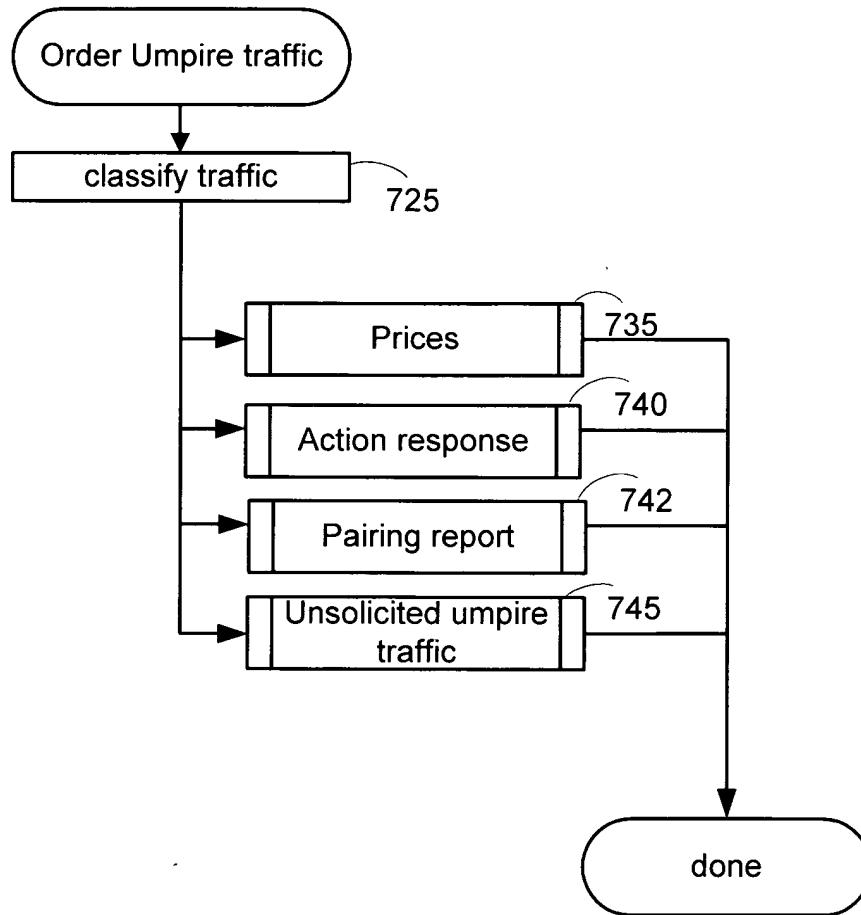 Order Umpire traffic
classify traffic
725
Prices
735
Action response
740
Pairing report
742
Unsolicited umpire
traffic
745
done